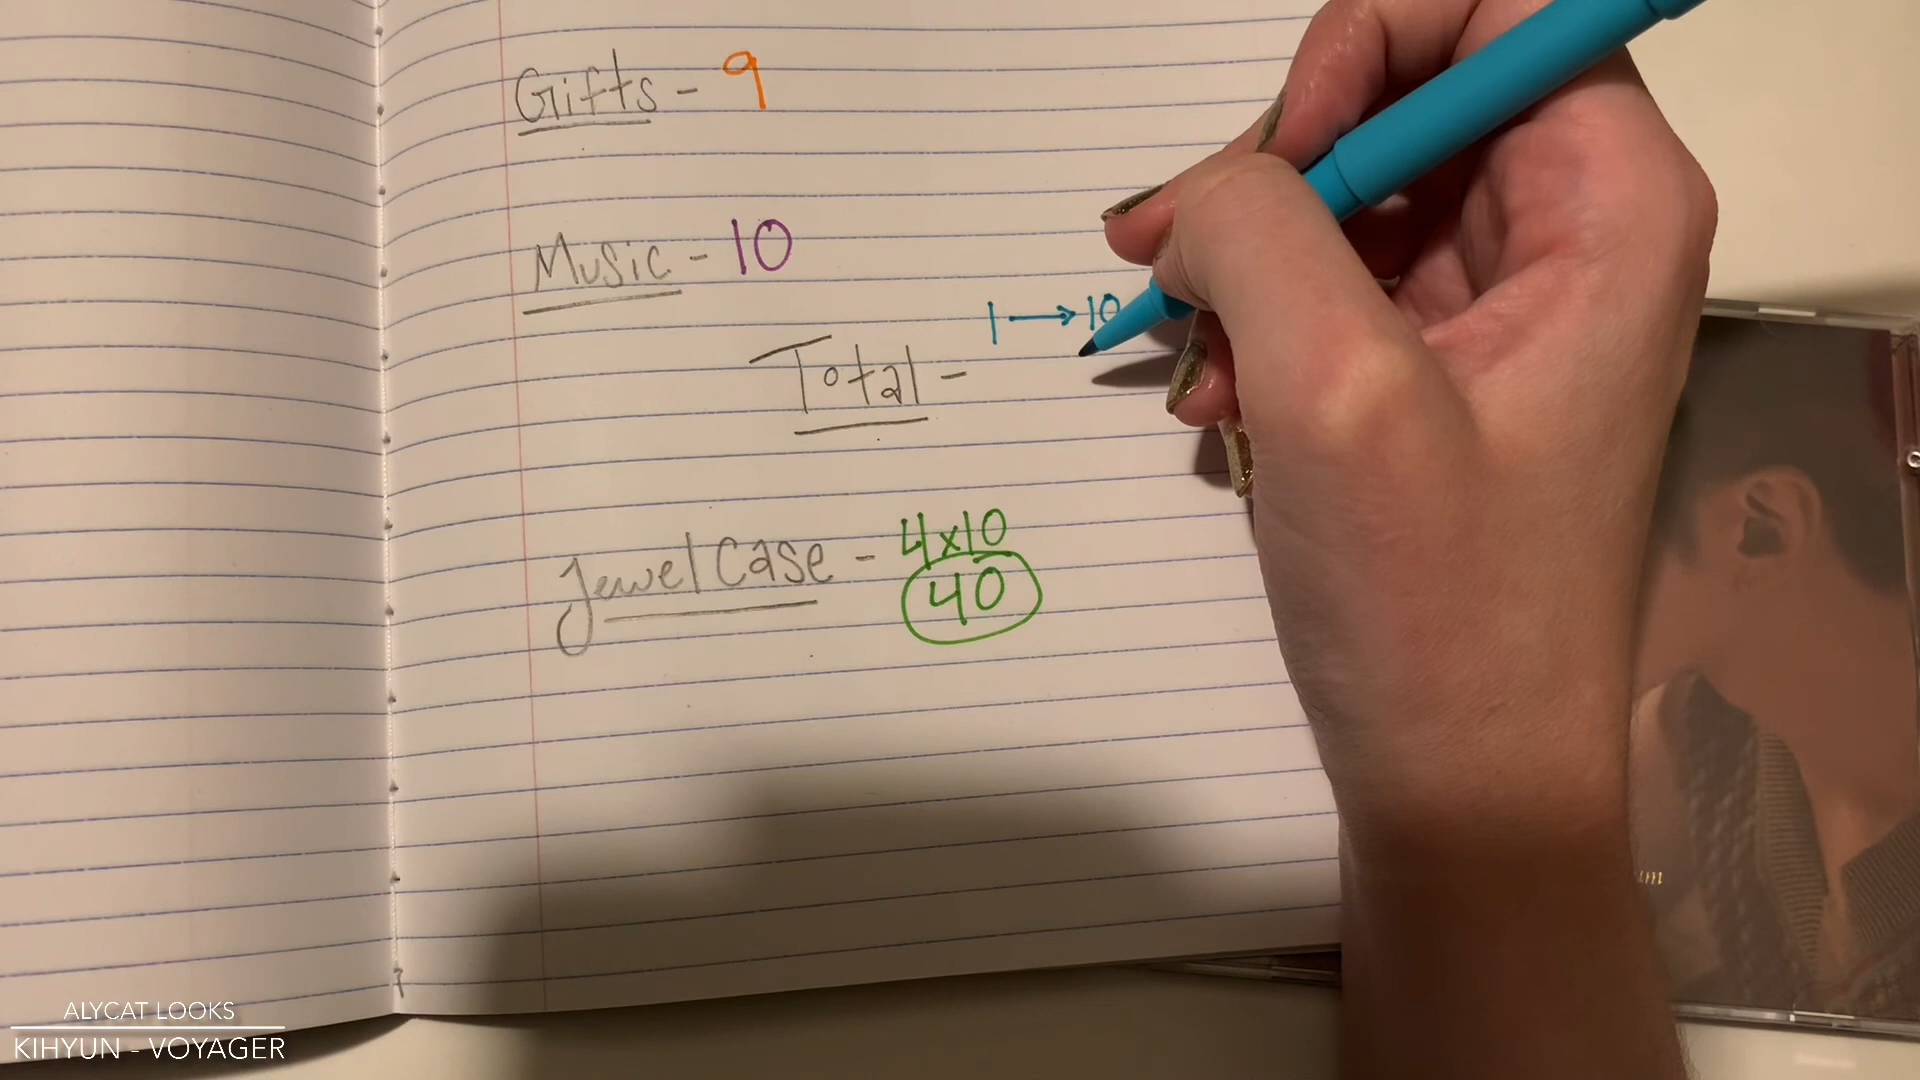 Gifts - 9
Music - 10
1 → 10
Total -
Jewel Case - 4x10
40
ALYCAT LOOKS
KIHYUN - VOYAGER